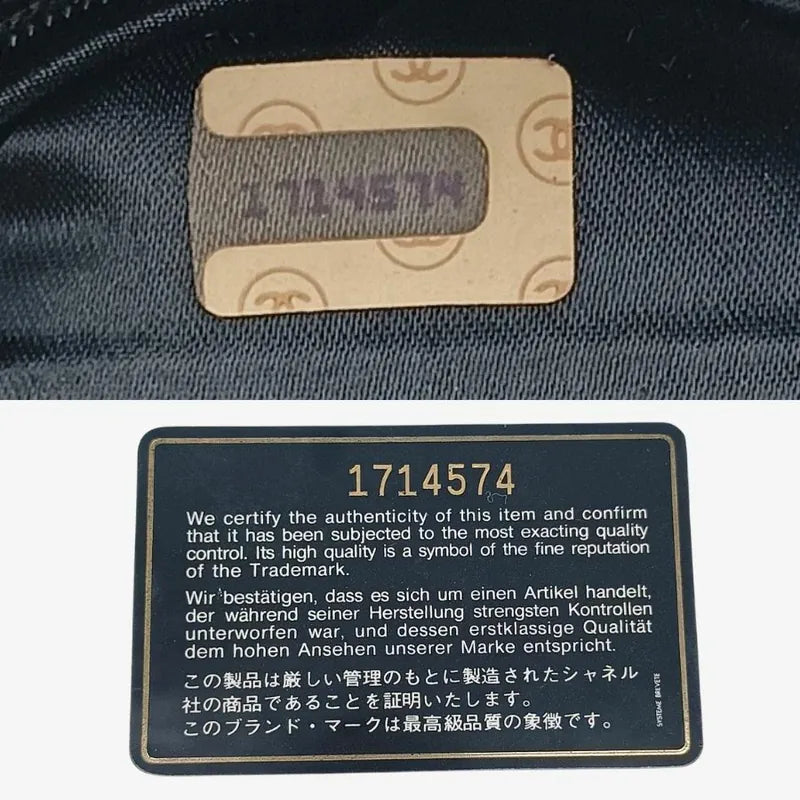 1714574
1714574
We certify the authenticity of this item and confirm
that it has been subjected to the most exacting quality
control. Its high quality is a symbol of the fine reputation
of the Trademark.
Wir bestätigen, dass es sich um einen Artikel handelt,
der während seiner Herstellung strengsten Kontrollen
unterworfen war, und dessen erstklassige Qualität
dem hohen Ansehen unserer Marke entspricht.
この製品は厳しい管理のもとに製造されたシャネル
社の商品であることを証明いたします。
このブランド・マークは最高級品質の象徴です。
SYSTEME BREVETE